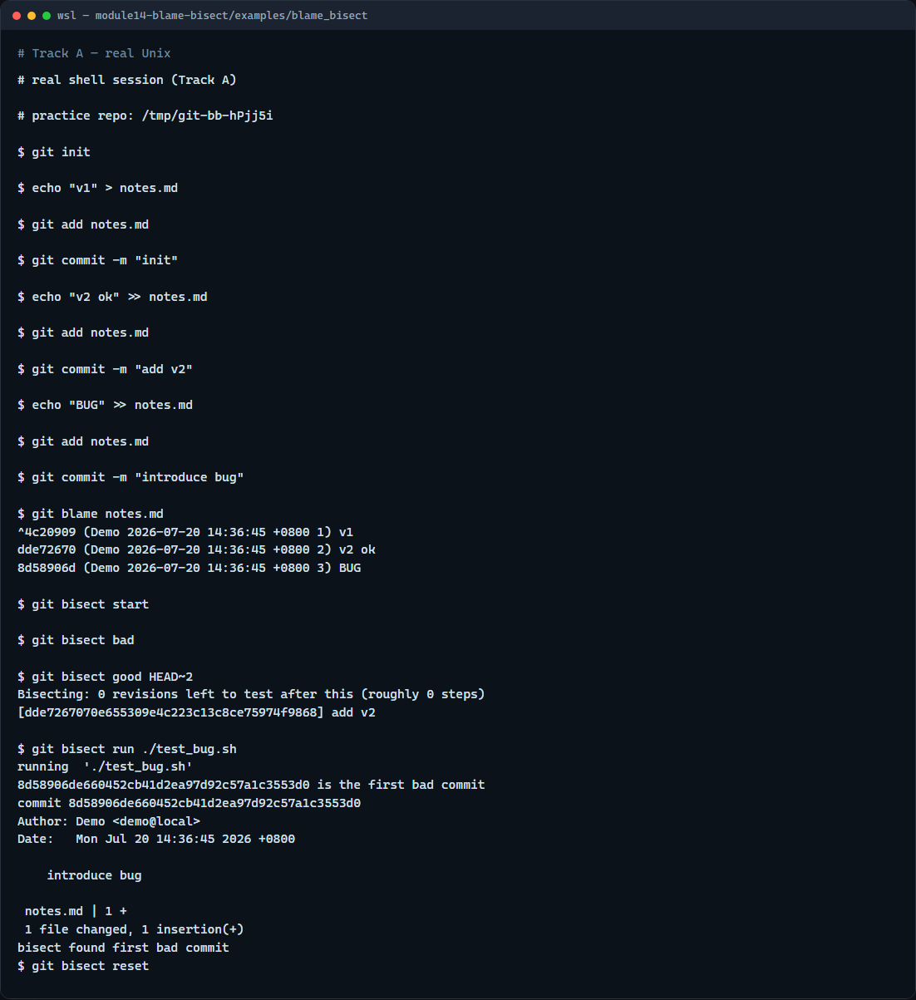 wsl — module14-blame-bisect/examples/blame_bisect
# Track A — real Unix
# real shell session (Track A)
# practice repo: /tmp/git-bb-hPjj5i
$ git init
$ echo "v1" > notes.md
$ git add notes.md
$ git commit -m "init"
$ echo "v2 ok" >> notes.md
$ git add notes.md
$ git commit -m "add v2"
$ echo "BUG" >> notes.md
$ git add notes.md
$ git commit -m "introduce bug"
$ git blame notes.md
^4c20909 (Demo 2026-07-20 14:36:45 +0800 1) v1
dde72670 (Demo 2026-07-20 14:36:45 +0800 2) v2 ok
8d58906d (Demo 2026-07-20 14:36:45 +0800 3) BUG
$ git bisect start
$ git bisect bad
$ git bisect good HEAD~2
Bisecting: 0 revisions left to test after this (roughly 0 steps)
[dde7267070e655309e4c223c13c8ce75974f9868] add v2
$ git bisect run ./test_bug.sh
running  './test_bug.sh'
8d58906de660452cb41d2ea97d92c57a1c3553d0 is the first bad commit
commit 8d58906de660452cb41d2ea97d92c57a1c3553d0
Author: Demo <demo@local>
Date:   Mon Jul 20 14:36:45 2026 +0800
    introduce bug
 notes.md | 1 +
 1 file changed, 1 insertion(+)
bisect found first bad commit
$ git bisect reset